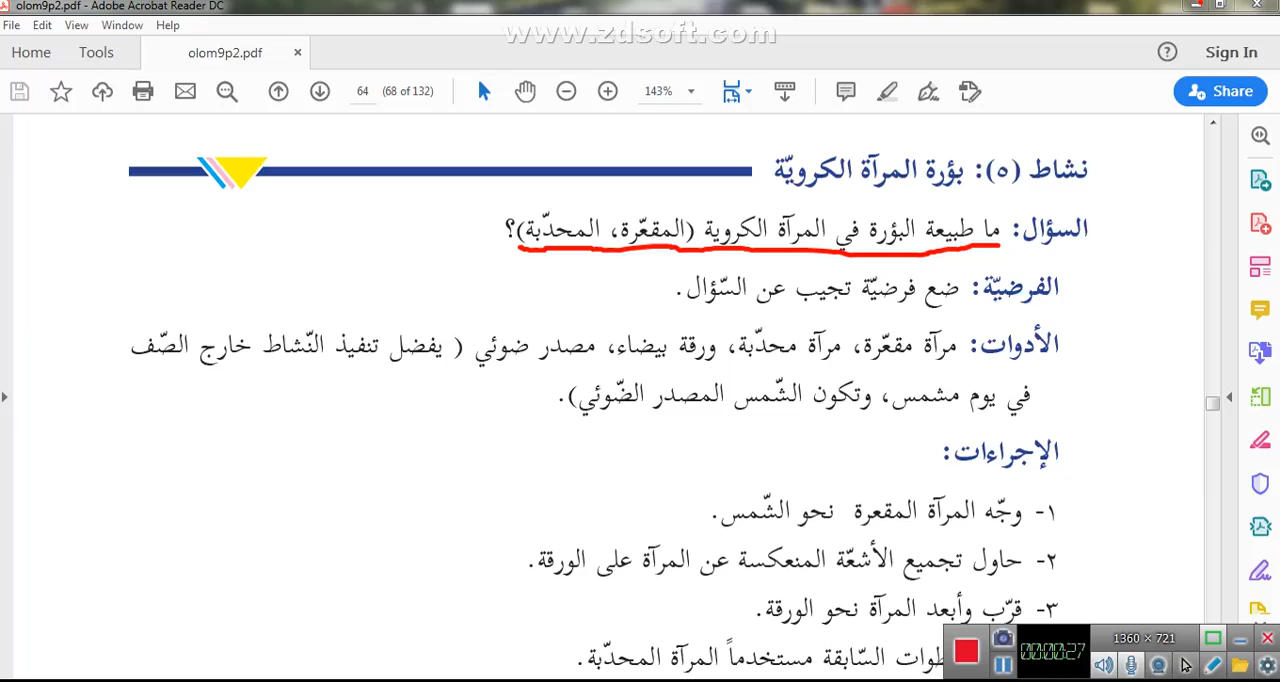 olom9p2.pdf - Adobe Acrobat Reader DC
www.zdsoft.com
File Edit View Window Help
Home Tools olom9p2.pdf × Sign In
64 (68 of 132) 143% Share
نشاط (٥): بؤرة المرآة الكرويّة
السؤال: ما طبيعة البؤرة في المرآة الكروية (المقعّرة، المحدّبة)؟
الفرضيّة: ضع فرضيّة تجيب عن السّؤال.
الأدوات: مرآة مقعّرة، مرآة محدّبة، ورقة بيضاء، مصدر ضوئي ( يفضل تنفيذ النّشاط خارج الصّف
في يوم مشمس، وتكون الشّمس المصدر الضّوئي).
الإجراءات:
١- وجّه المرآة المقعرة نحو الشّمس.
٢- حاول تجميع الأشعّة المنعكسة عن المرآة على الورقة.
٣- قرّب وأبعد المرآة نحو الورقة.
السّابقة مستخدماً المرآة المحدّبة.
1360 × 721
00:00:27